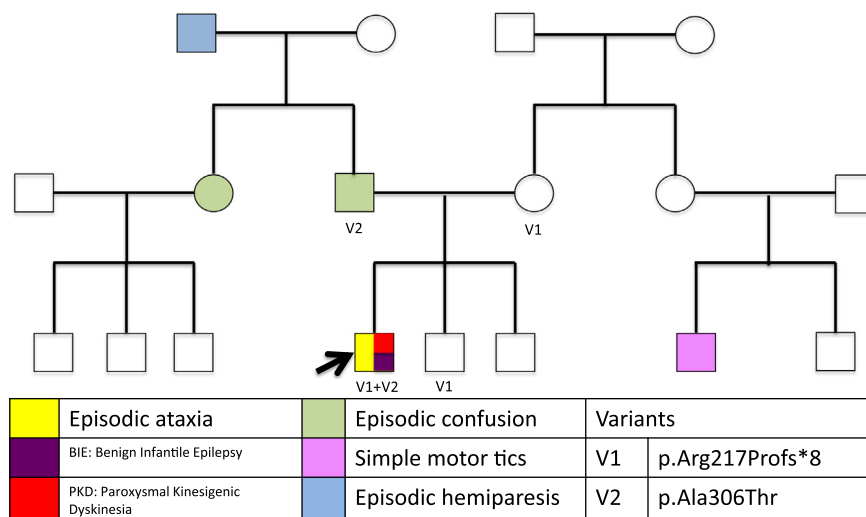 V2
V1
V1+V2
V1
Episodic ataxia
Episodic confusion
Variants
BIE: Benign Infantile Epilepsy
Simple motor tics
V1
p.Arg217Profs*8
PKD: Paroxysmal Kinesigenic
Dyskinesia
Episodic hemiparesis
V2
p.Ala306Thr